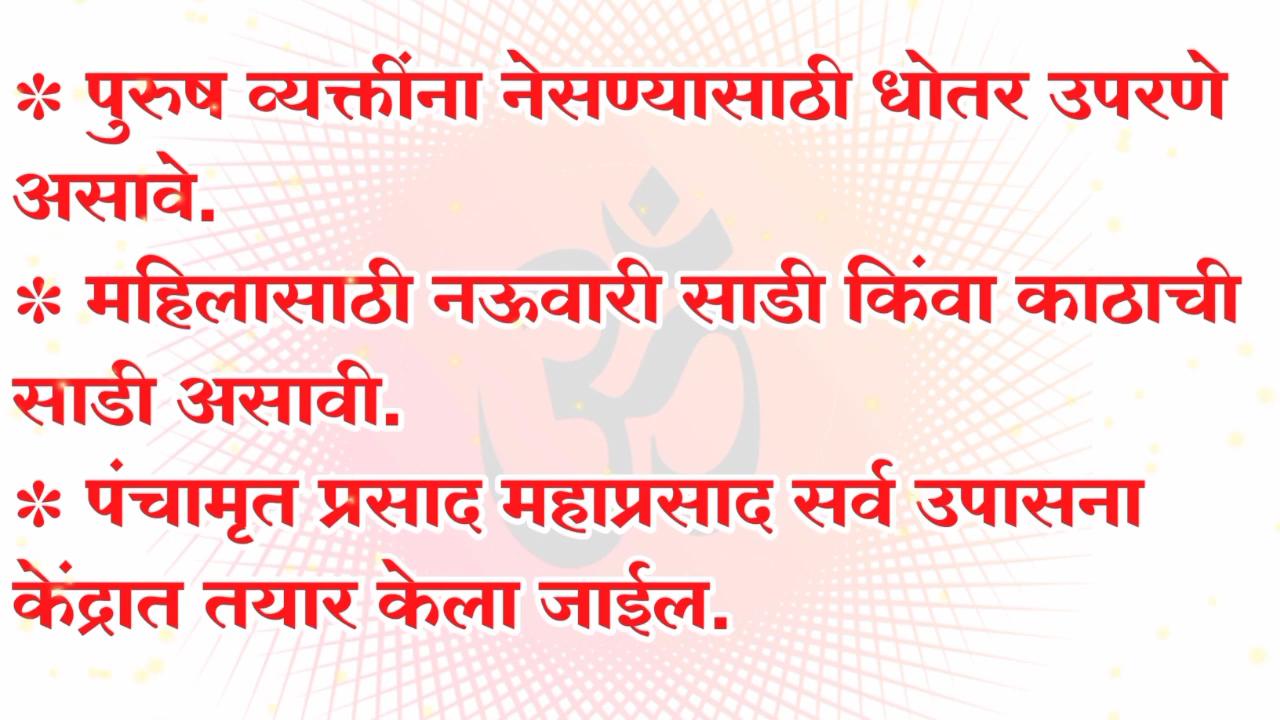 * पुरुष व्यक्तींना नेसण्यासाठी धोतर उपरणे
असावे.
* महिलासाठी नऊवारी साडी किंवा काठाची
साडी असावी.
* पंचामृत प्रसाद महाप्रसाद सर्व उपासना
केंद्रात तयार केला जाईल.